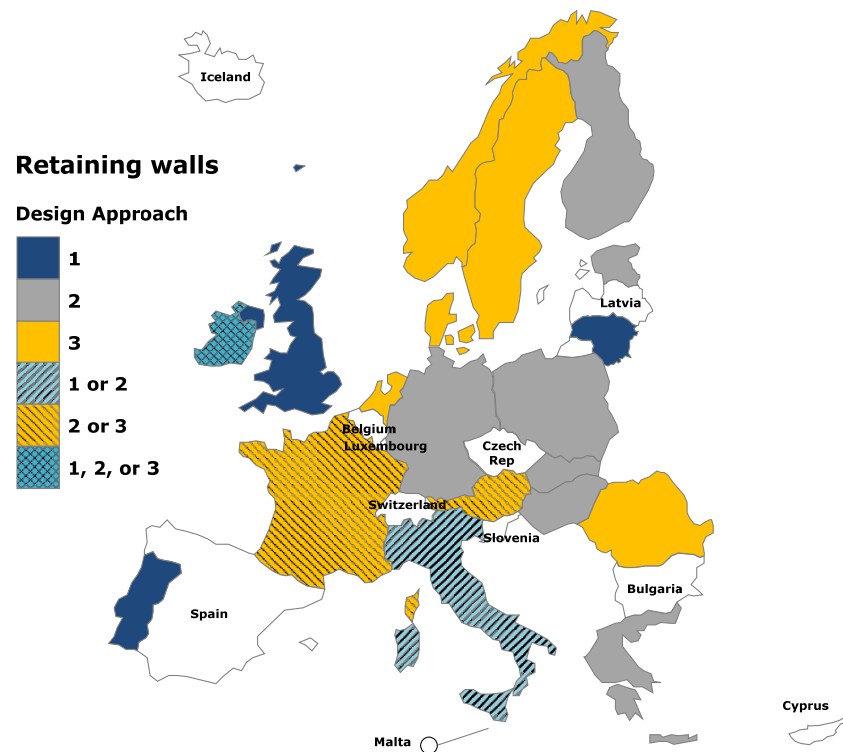 Iceland
Retaining walls
Design Approach
1
2
3
1 or 2
2 or 3
1, 2, or 3
Latvia
Belgium
Luxembourg
Czech
Rep
Switzerland
Slovenia
Bulgaria
Spain
Cyprus
Malta